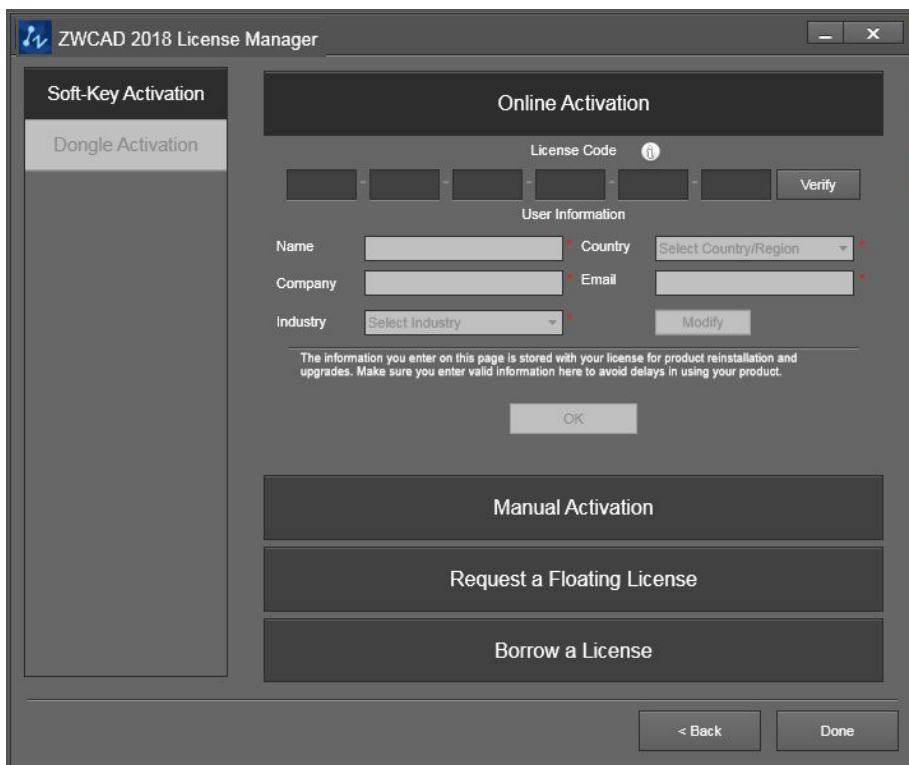 ZWCAD 2018 License Manager
Soft-Key Activation
Dongle Activation
Online Activation
License Code
- - - - - Verify
User Information
Name * Country Select Country/Region *
Company * Email *
Industry Select Industry * Modify
The information you enter on this page is stored with your license for product reinstallation and
upgrades. Make sure you enter valid information here to avoid delays in using your product.
OK
Manual Activation
Request a Floating License
Borrow a License
< Back Done